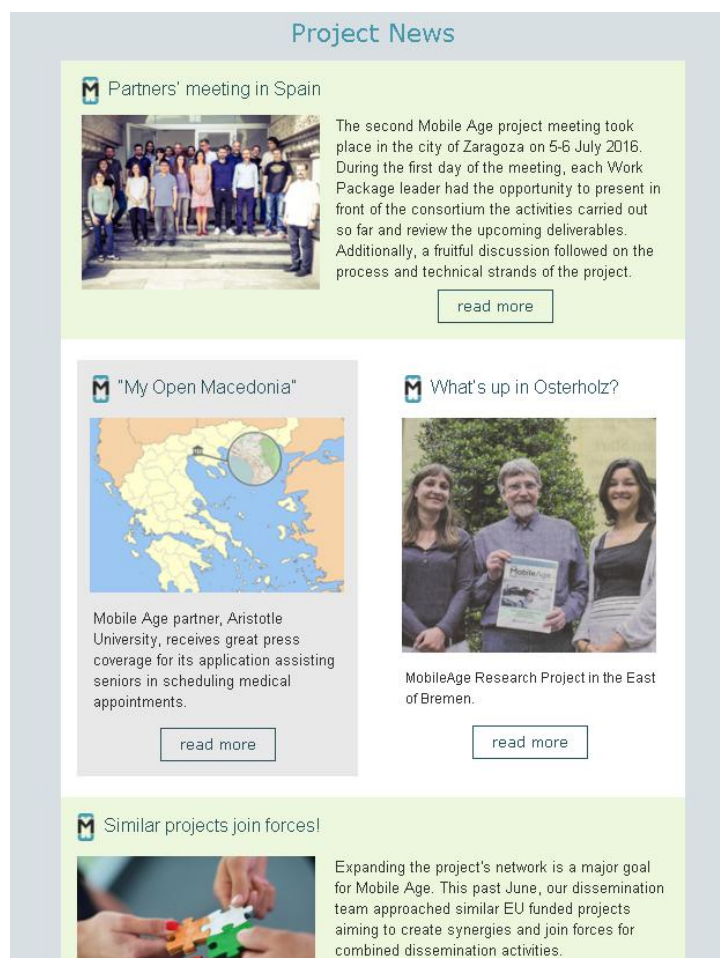 Project News
Partners' meeting in Spain
The second Mobile Age project meeting took
place in the city of Zaragoza on 5-6 July 2016.
During the first day of the meeting, each Work
Package leader had the opportunity to present in
front of the consortium the activities carried out
so far and review the upcoming deliverables.
Additionally, a fruitful discussion followed on the
process and technical strands of the project.
read more
"My Open Macedonia"
Mobile Age partner, Aristotle
University, receives great press
coverage for its application assisting
seniors in scheduling medical
appointments.
read more
What's up in Osterholz?
MobileAge
MobileAge Research Project in the East
of Bremen.
read more
Similar projects join forces!
Expanding the project's network is a major goal
for Mobile Age. This past June, our dissemination
team approached similar EU funded projects
aiming to create synergies and join forces for
combined dissemination activities.